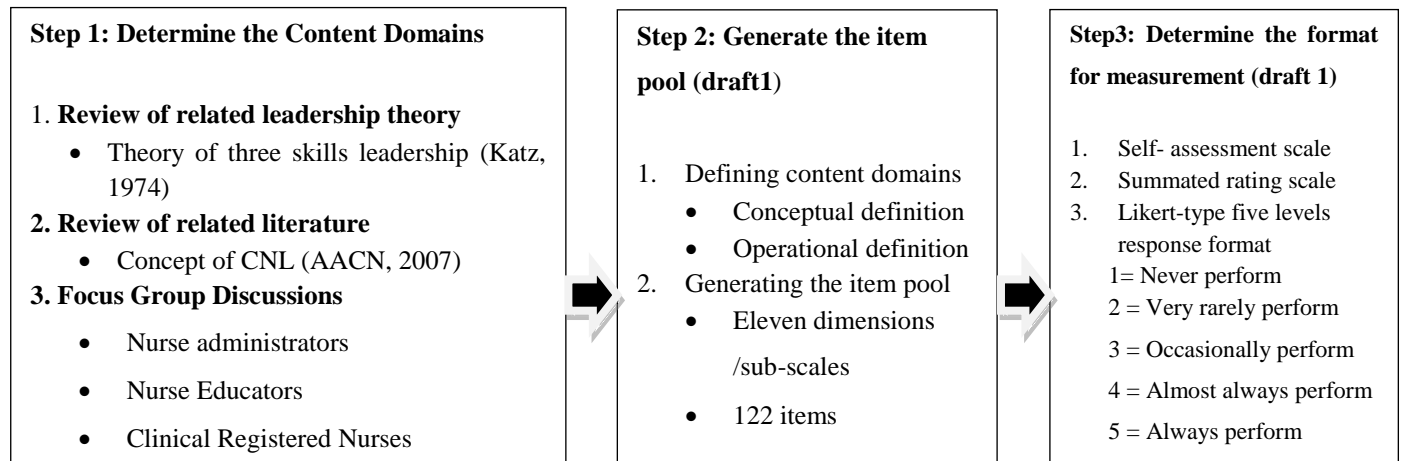 Step 1: Determine the Content Domains
1. Review of related leadership theory
• Theory of three skills leadership (Katz,
1974)
2. Review of related literature
• Concept of CNL (AACN, 2007)
3. Focus Group Discussions
• Nurse administrators
• Nurse Educators
• Clinical Registered Nurses
Step 2: Generate the item
pool (draft1)
1. Defining content domains
• Conceptual definition
• Operational definition
2. Generating the item pool
• Eleven dimensions
/sub-scales
• 122 items
Step3: Determine the format
for measurement (draft 1)
1. Self- assessment scale
2. Summated rating scale
3. Likert-type five levels
response format
1= Never perform
2 = Very rarely perform
3 = Occasionally perform
4 = Almost always perform
5 = Always perform